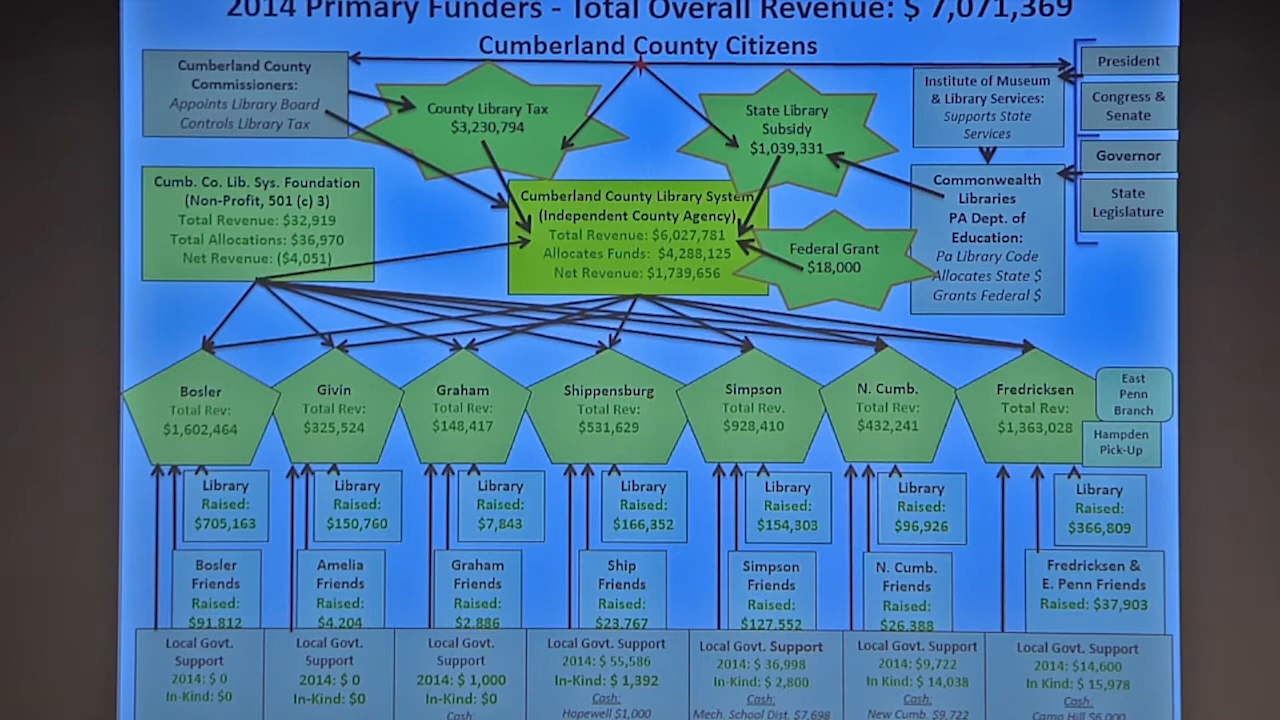 2014 Primary Funders - Total Overall Revenue: $ 7,071,369
Cumberland County Citizens
Cumberland County
Commissioners:
Appoints Library Board
Controls Library Tax
County Library Tax
$3,230,794
State Library
Subsidy
$1,039,331
Institute of Museum
& Library Services:
Supports State
Services
President
Congress &
Senate
Governor
State
Legislature
Cumb. Co. Lib. Sys. Foundation
(Non-Profit, 501 (c) 3)
Total Revenue: $32,919
Total Allocations: $36,970
Net Revenue: ($4,051)
Cumberland County Library System
(Independent County Agency)
Total Revenue: $6,027,781
Allocates Funds: $4,288,125
Net Revenue: $1,739,656
Federal Grant
$18,000
Commonwealth
Libraries
PA Dept. of
Education:
Pa Library Code
Allocates State $
Grants Federal $
Bosler
Total Rev:
$1,602,464
Givin
Total Rev:
$325,524
Graham
Total Rev:
$148,417
Shippensburg
Total Rev:
$531,629
Simpson
Total Rev.
$928,410
N. Cumb.
Total Rev:
$432,241
Fredricksen
Total Rev:
$1,363,028
East
Penn
Branch
Hampden
Pick-Up
Library
Raised:
$705,163
Library
Raised:
$150,760
Library
Raised:
$7,843
Library
Raised:
$166,352
Library
Raised:
$154,303
Library
Raised:
$96,926
Library
Raised:
$366,809
Bosler
Friends
Raised:
$91,812
Amelia
Friends
Raised:
$4,204
Graham
Friends
Raised:
$2,886
Ship
Friends
Raised:
$23,767
Simpson
Friends
Raised:
$127,552
N. Cumb.
Friends
Raised:
$26,388
Fredricksen &
E. Penn Friends
Raised: $37,903
Local Govt.
Support
2014: $ 0
In-Kind: $0
Local Govt.
Support
2014: $ 0
In-Kind: $0
Local Govt.
Support
2014: $ 1,000
In-Kind: $0
Cash
Local Govt. Support
2014: $ 55,586
In-Kind: $ 1,392
Cash:
Hopewell $1,000
Local Govt. Support
2014: $ 36,998
In-Kind: $ 2,800
Cash:
Mech. School Dist. $7,698
Local Govt. Support
2014: $9,722
In Kind: $ 14,038
Cash:
New Cumb. $9,722
Local Govt. Support
2014: $14,600
In Kind: $ 15,978
Cash:
Camp Hill $6,000